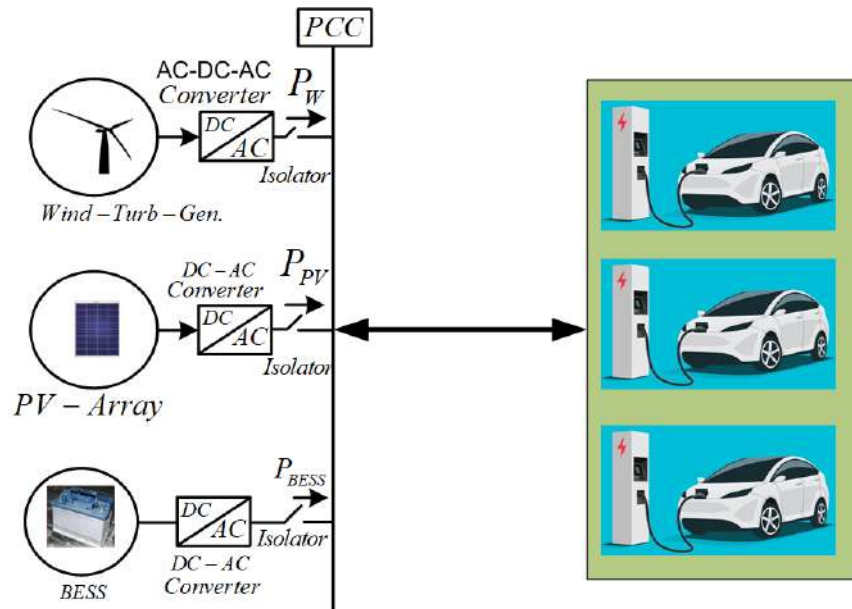 PCC
AC-DC-AC
Converter
P_W
DC
AC
Isolator
Wind-Turb-Gen.
DC-AC
Converter
P_PV
DC
AC
Isolator
PV-Array
P_BESS
DC
AC
Isolator
DC-AC
Converter
BESS